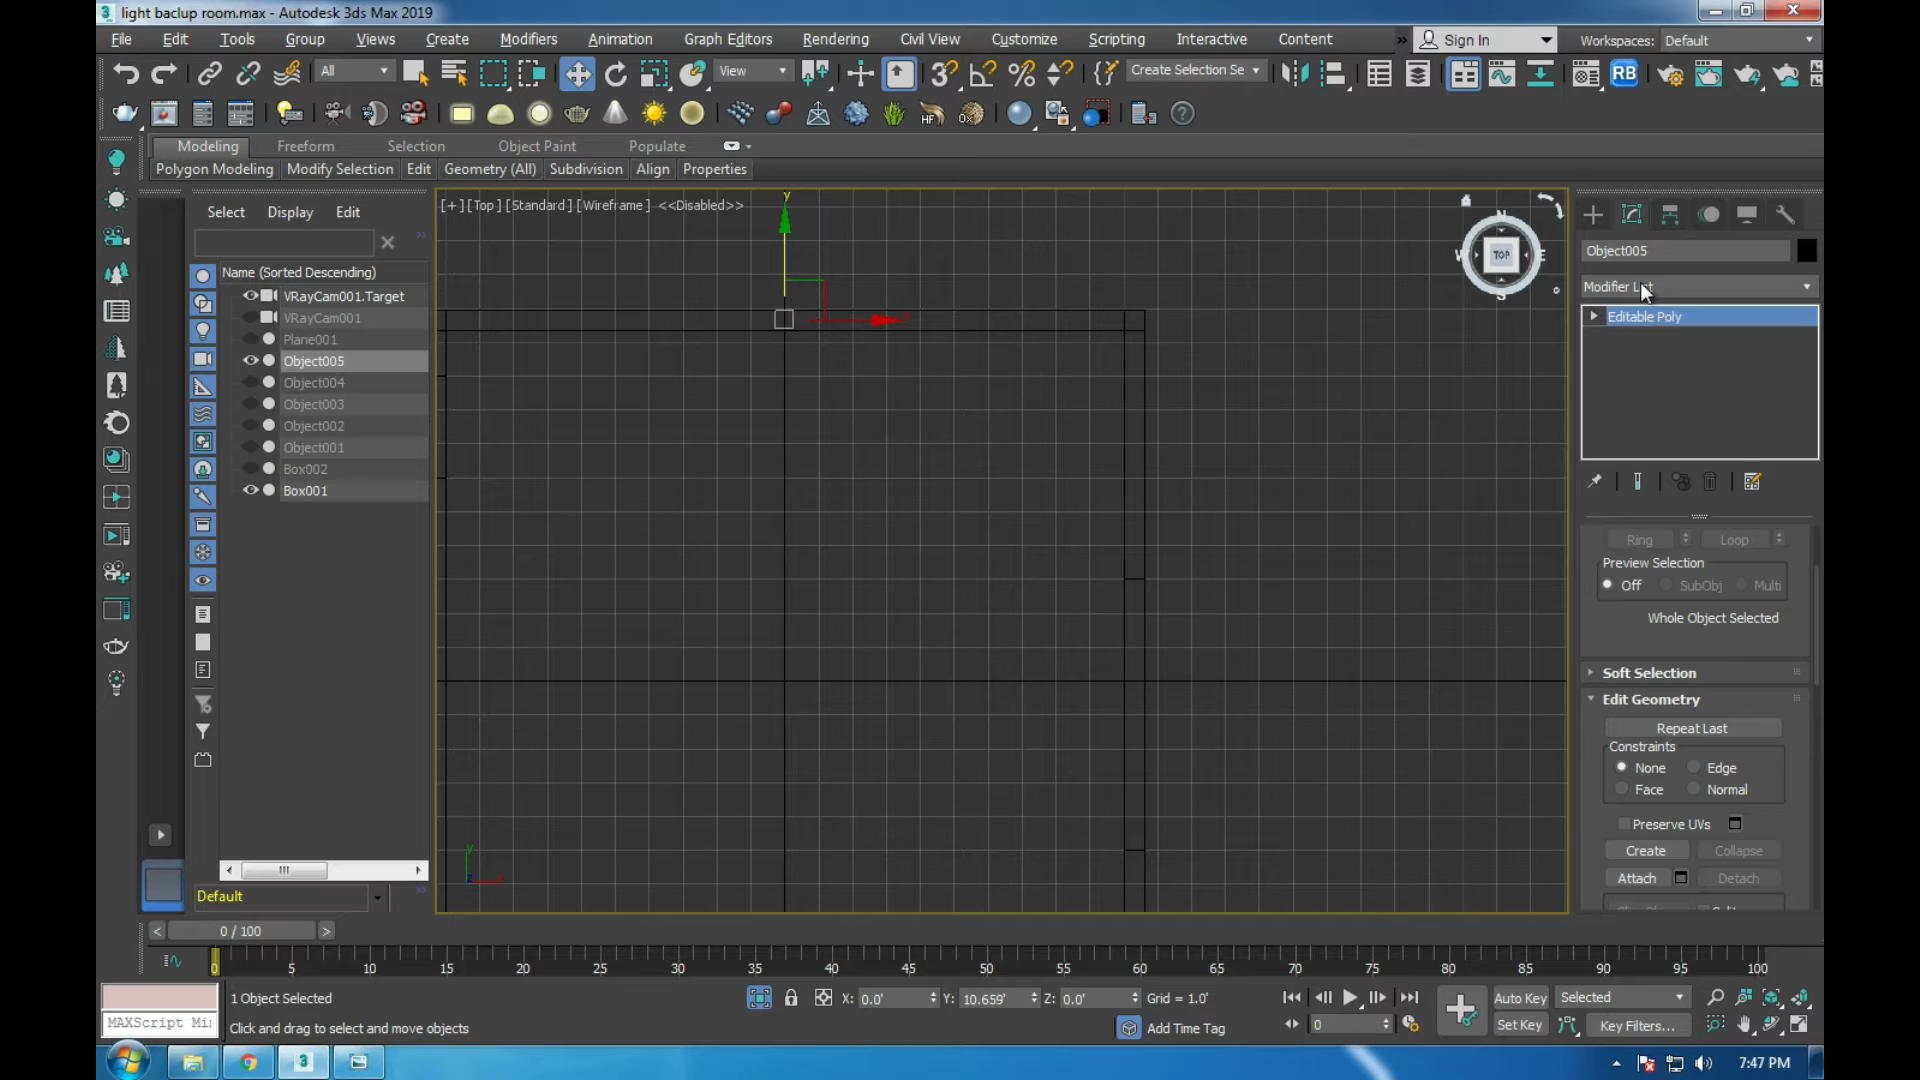 light baclup room.max - Autodesk 3ds Max 2019
File Edit Tools Group Views Create Modifiers Animation Graph Editors Rendering Civil View Customize Scripting Interactive Content » Sign In Workspaces: Default
All View Create Selection Se RB
HF
Modeling Freeform Selection Object Paint Populate
Polygon Modeling Modify Selection Edit Geometry (All) Subdivision Align Properties
Select Display Edit
Name (Sorted Descending)
VRayCam001.Target
VRayCam001
Plane001
Object005
Object004
Object003
Object002
Object001
Box002
Box001
Default
[+] [Top] [Standard] [Wireframe] <<Disabled>>
y
N
W TOP E
S
y
Object005
Modifier List
Editable Poly
Ring Loop
Preview Selection
Off SubObj Multi
Whole Object Selected
Soft Selection
Edit Geometry
Repeat Last
Constraints
None Edge
Face Normal
Preserve UVs
Create Collapse
Attach Detach
< 0 / 100 >
0 5 10 15 20 25 30 35 40 45 50 55 60 65 70 75 80 85 90 95 100
1 Object Selected X: 0.0' Y: 10.659' Z: 0.0' Grid = 1.0' Auto Key Selected
MAXScript Mi Click and drag to select and move objects Add Time Tag 0 Set Key Key Filters...
3 7:47 PM